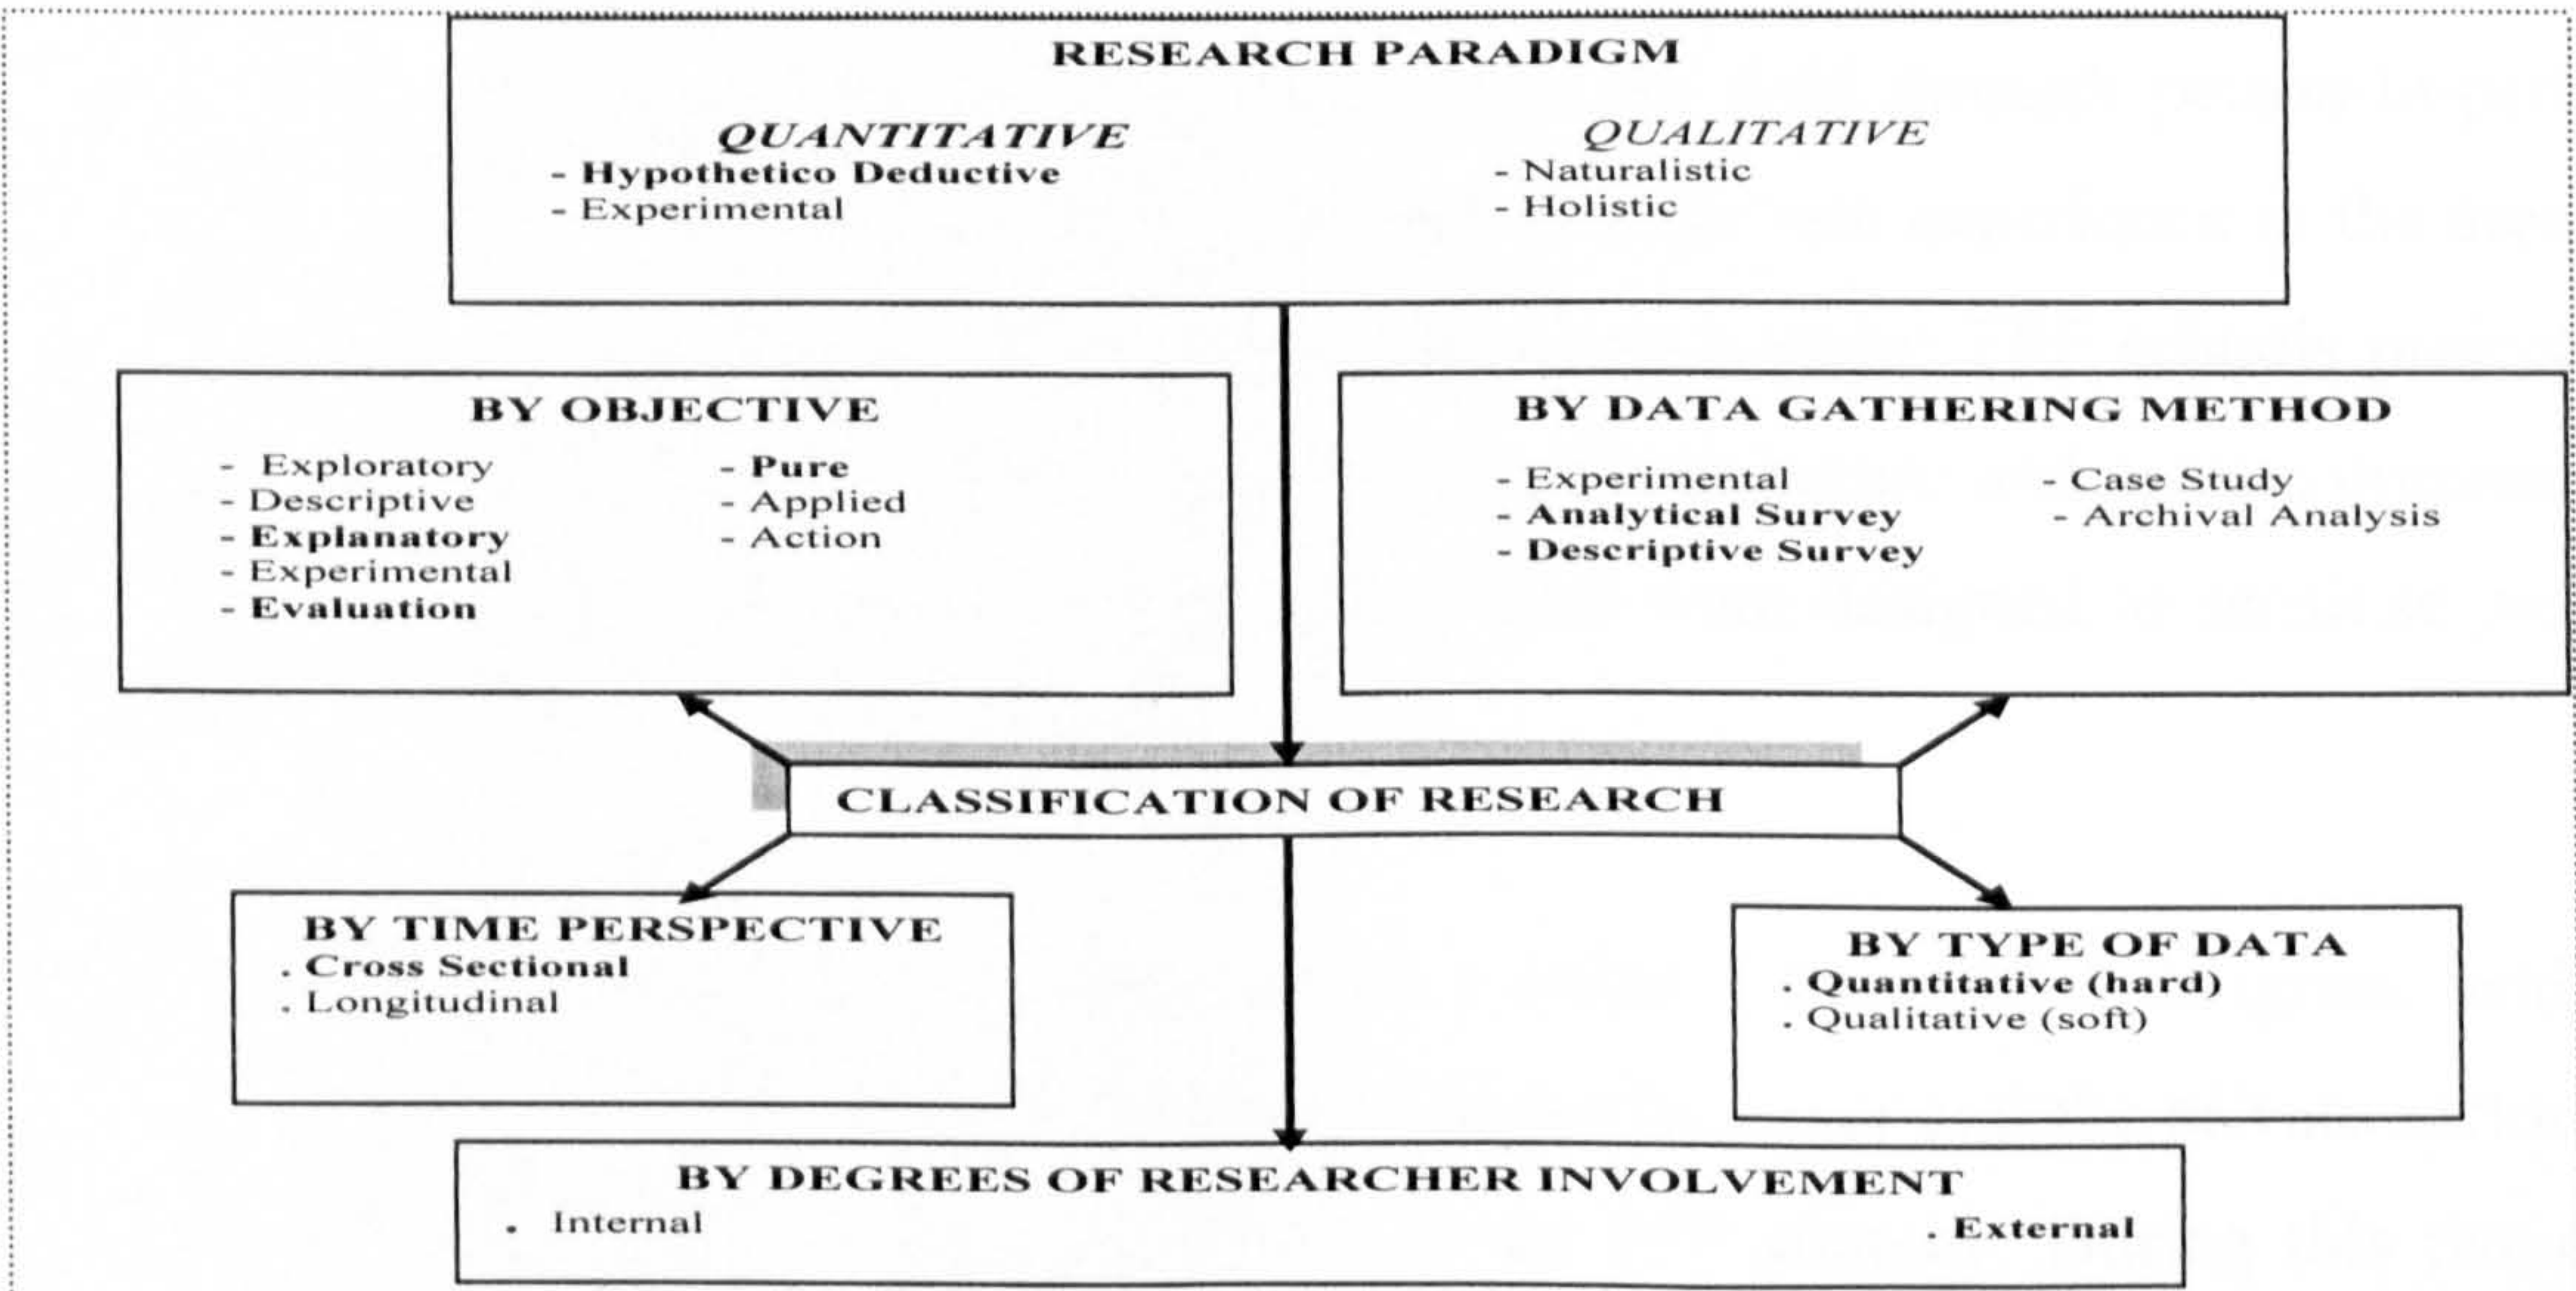 RESEARCH PARADIGM
QUANTITATIVE
- Hypothetico Deductive
- Experimental
QUALITATIVE
- Naturalistic
- Holistic
BY OBJECTIVE
- Exploratory
- Descriptive
- Explanatory
- Experimental
- Evaluation
- Pure
- Applied
- Action
BY DATA GATHERING METHOD
- Experimental
- Analytical Survey
- Descriptive Survey
- Case Study
- Archival Analysis
CLASSIFICATION OF RESEARCH
BY TIME PERSPECTIVE
. Cross Sectional
. Longitudinal
BY TYPE OF DATA
. Quantitative (hard)
. Qualitative (soft)
BY DEGREES OF RESEARCHER INVOLVEMENT
. Internal
. External